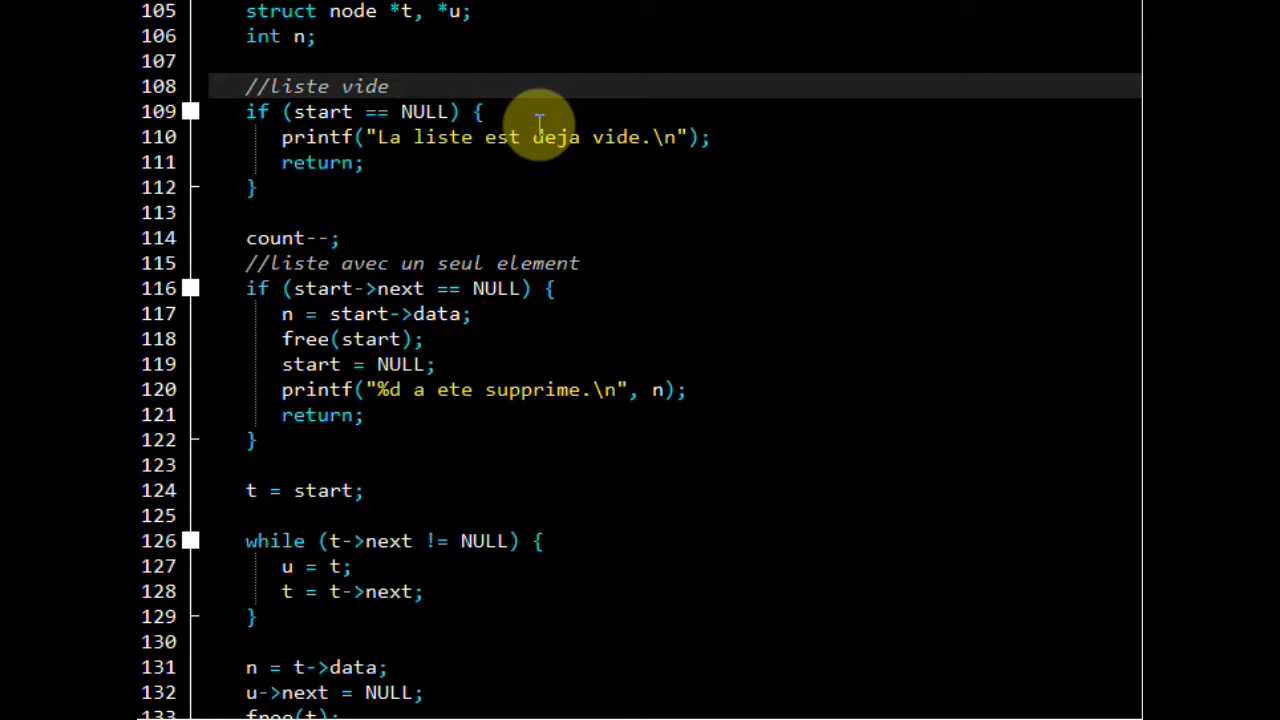 105 struct node *t, *u;
106 int n;
107
108 //liste vide
109 if (start == NULL) {
110 printf("La liste est deja vide.\n");
111 return;
112 }
113
114 count--;
115 //liste avec un seul element
116 if (start->next == NULL) {
117 n = start->data;
118 free(start);
119 start = NULL;
120 printf("%d a ete supprime.\n", n);
121 return;
122 }
123
124 t = start;
125
126 while (t->next != NULL) {
127 u = t;
128 t = t->next;
129 }
130
131 n = t->data;
132 u->next = NULL;
133 free(t);